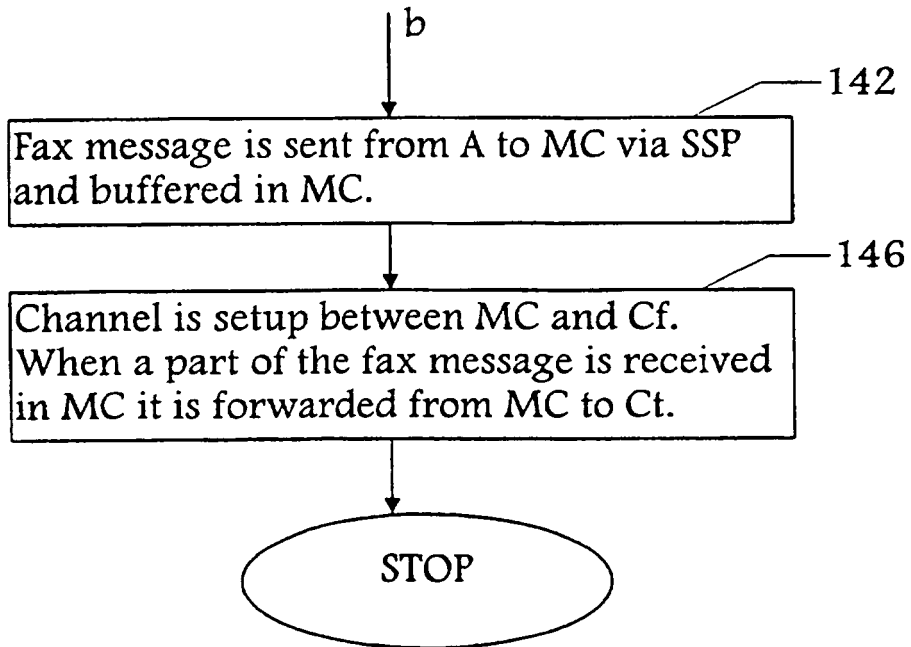 b
142
Fax message is sent from A to MC via SSP
and buffered in MC.
146
Channel is setup between MC and Cf.
When a part of the fax message is received
in MC it is forwarded from MC to Ct.
STOP